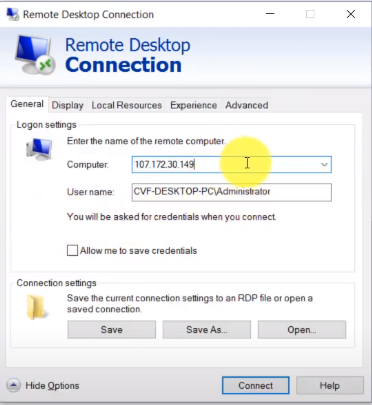 Remote Desktop Connection
Remote Desktop
Connection
General Display Local Resources Experience Advanced
Logon settings
Enter the name of the remote computer.
Computer: 107.172.30.149
User name: CVF-DESKTOP-PC\Administrator
You will be asked for credentials when you connect.
Allow me to save credentials
Connection settings
Save the current connection settings to an RDP file or open a
saved connection.
Save Save As... Open...
Hide Options Connect Help